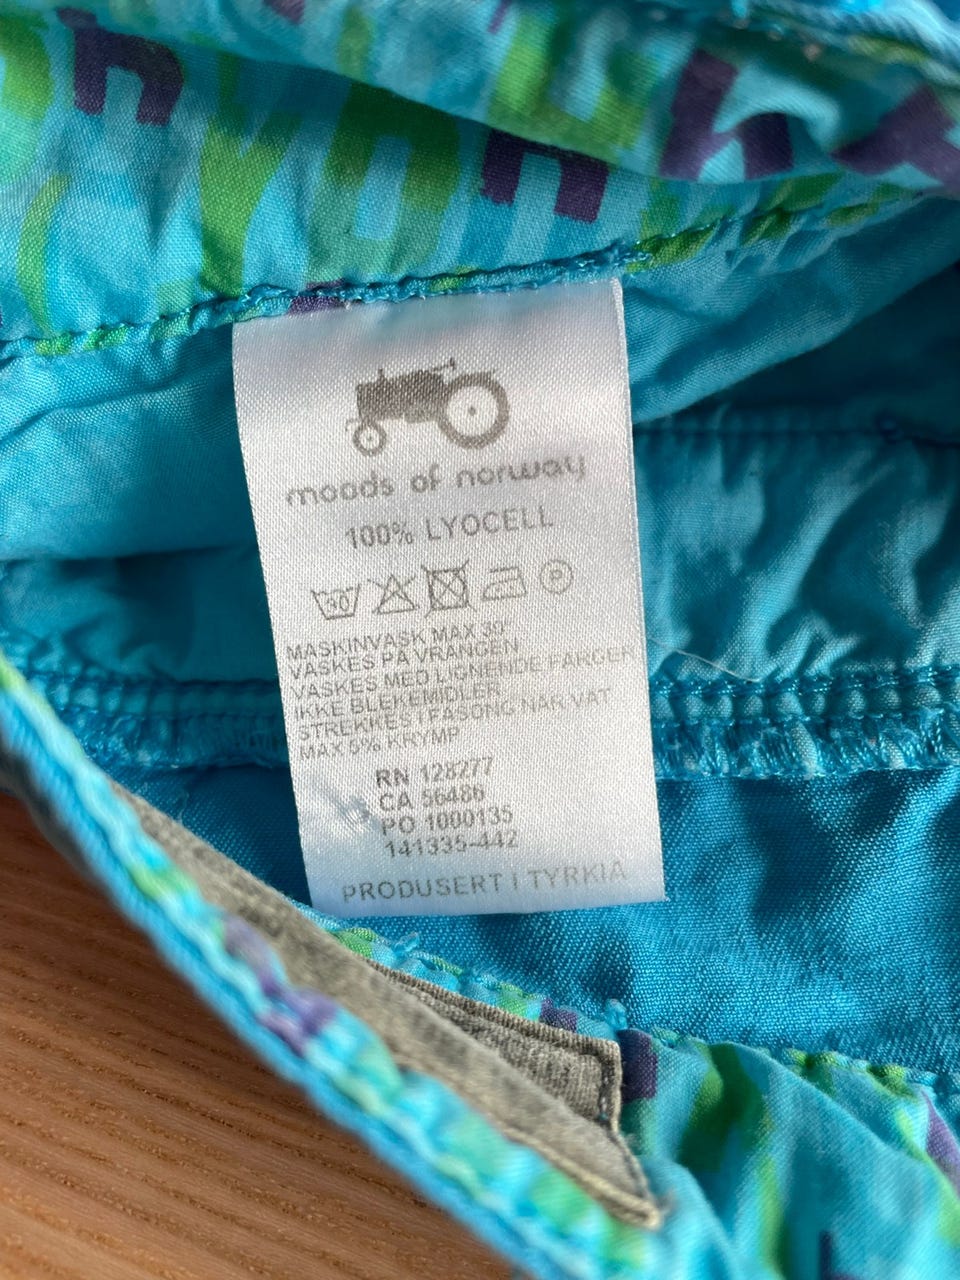 moods of norway
100% LYOCELL
30
P
MASKINVASK MAX 30°
VASKES PÅ VRANGEN
VASKES MED LIGNENDE FARGER
IKKE BLEKEMIDLER
STREKKES I FASONG NÅR VÅT
MAX 5% KRYMP
RN 128277
CA 56486
PO 1000135
141335-442
PRODUSERT I TYRKIA